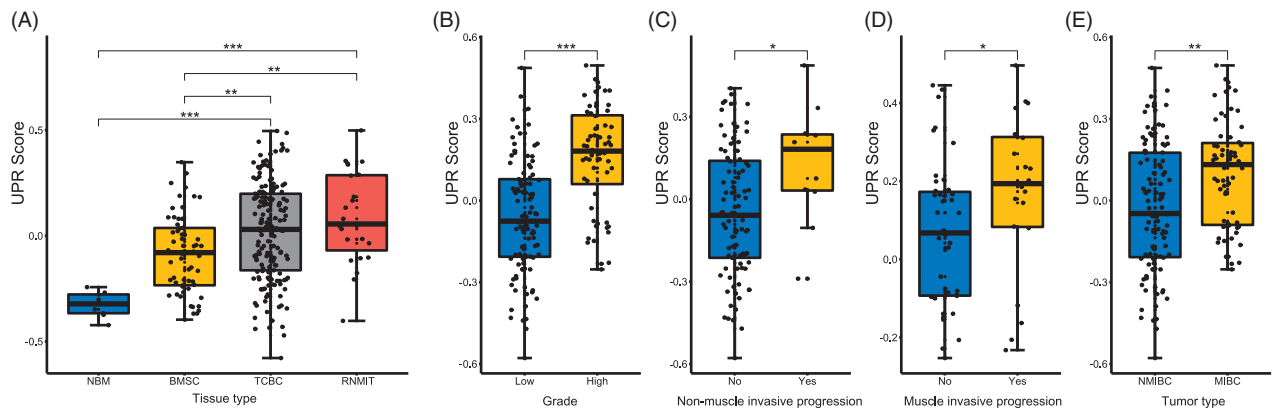 (A)
UPR Score
0.5
0.0
-0.5
***
**
**
***
NBM BMSC TCBC RNMIT
Tissue type
(B)
UPR Score
0.6
0.3
0.0
-0.3
-0.6
***
Low High
Grade
(C)
UPR Score
0.6
0.3
0.0
-0.3
-0.6
*
No Yes
Non-muscle invasive progression
(D)
UPR Score
0.4
0.2
0.0
-0.2
*
No Yes
Muscle invasive progression
(E)
UPR Score
0.6
0.3
0.0
-0.3
-0.6
**
NMIBC MIBC
Tumor type